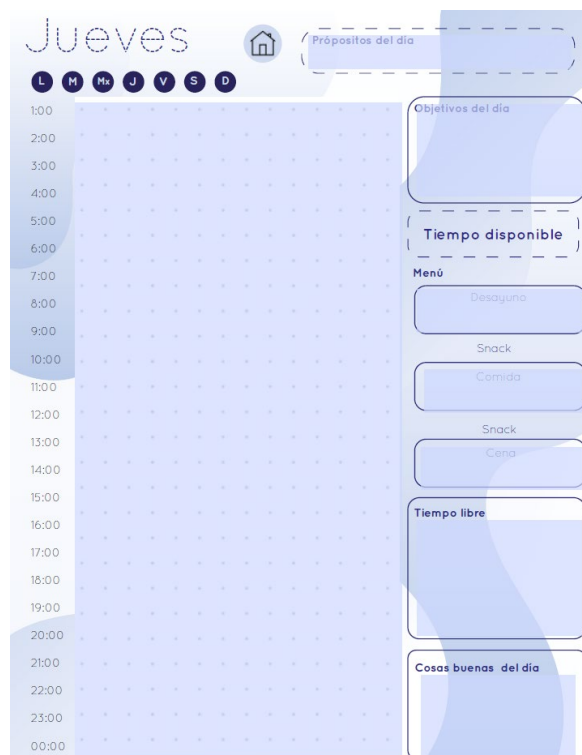 Jueves
Própositos del día
L M Mx J V S D
Objetivos del día
1:00
2:00
3:00
4:00
5:00
6:00
7:00
8:00
9:00
10:00
11:00
12:00
13:00
14:00
15:00
16:00
17:00
18:00
19:00
20:00
21:00
22:00
23:00
00:00
Tiempo disponible
Menú
Desayuno
Snack
Comida
Snack
Cena
Tiempo libre
Cosas buenas del día